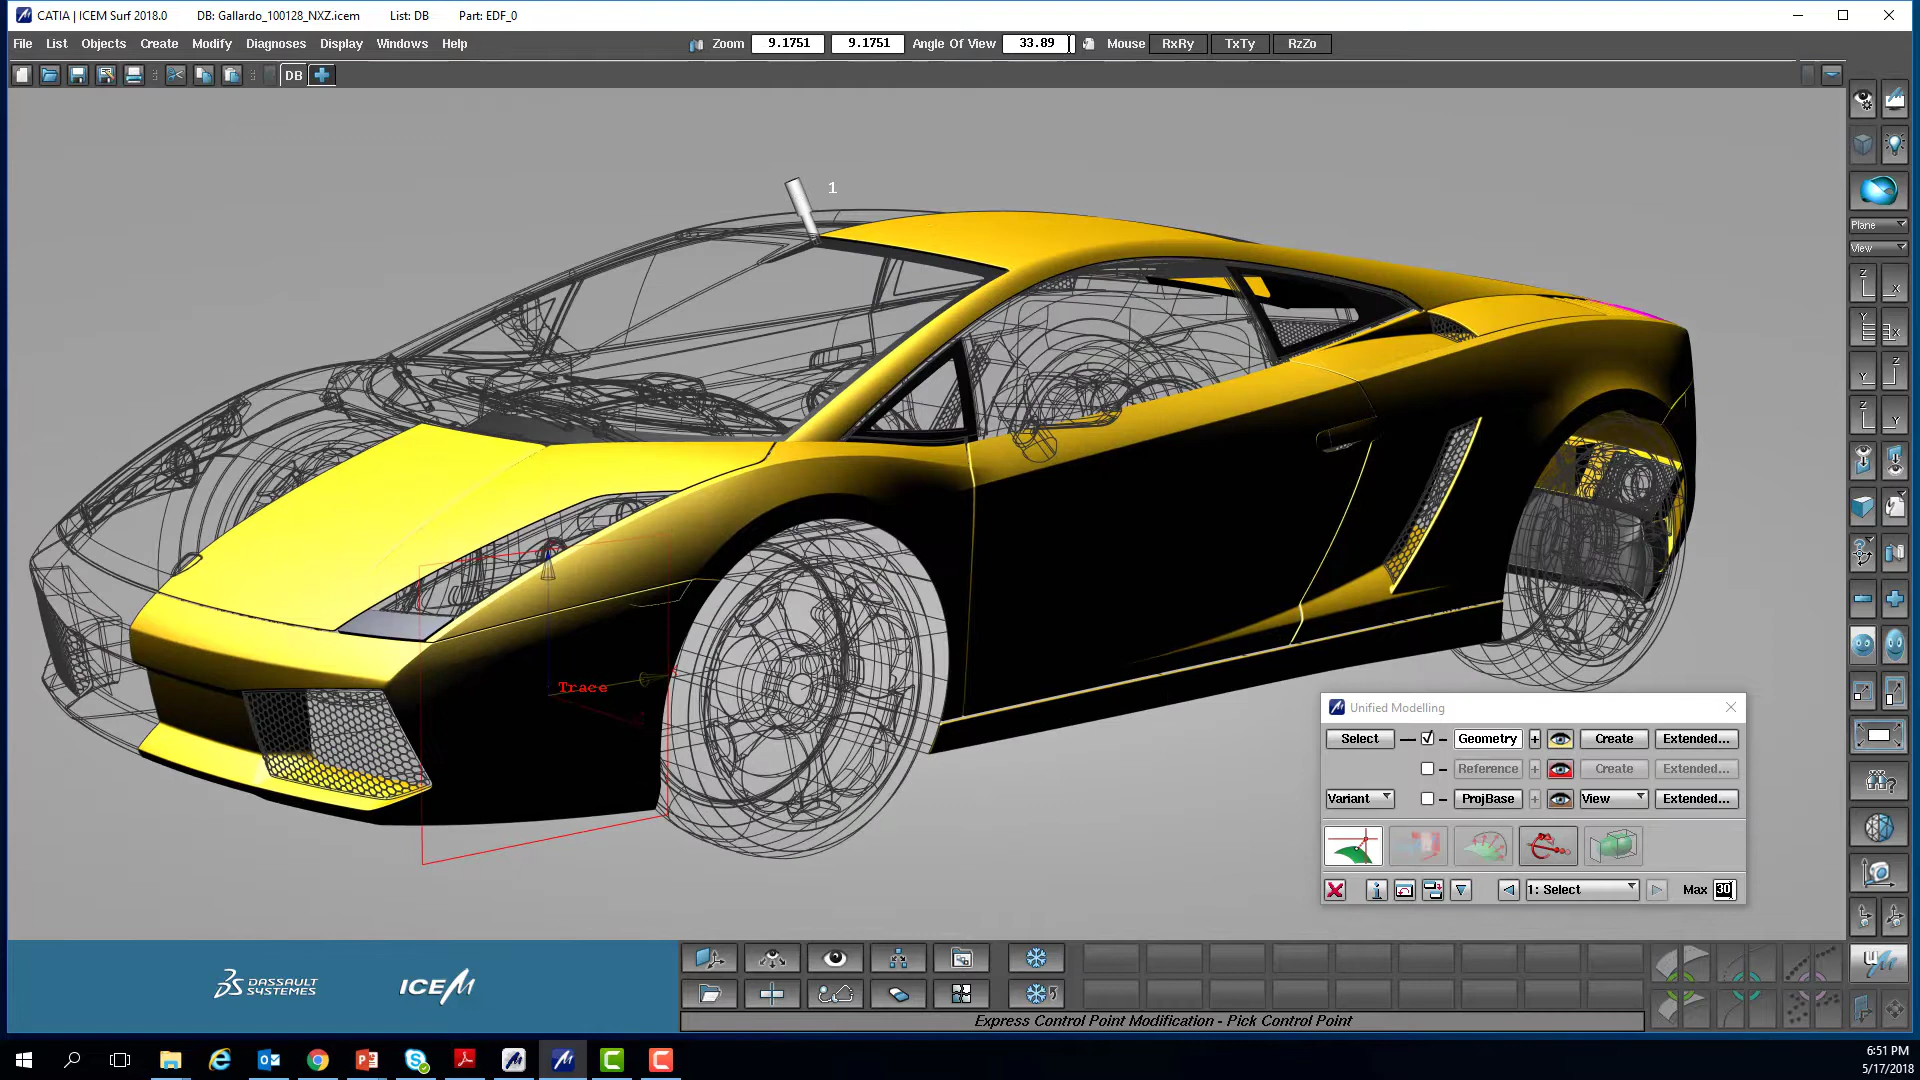 CATIA | ICEM Surf 2018.0 DB: Gallardo_100128_NXZ.icem List: DB Part: EDF_0
File List Objects Create Modify Diagnoses Display Windows Help Zoom 9.1751 9.1751 Angle Of View 33.89 Mouse RxRy TxTy RzZo
DB
1
Plane
View
Z X
Y X
Z Y
Z Y
Trace
Unified Modelling
Select Geometry + Create Extended...
Reference + Create Extended...
Variant ProjBase + View Extended...
1: Select Max 30
DASSAULT SYSTEMES ICEM
Express Control Point Modification - Pick Control Point
6:51 PM
5/17/2018